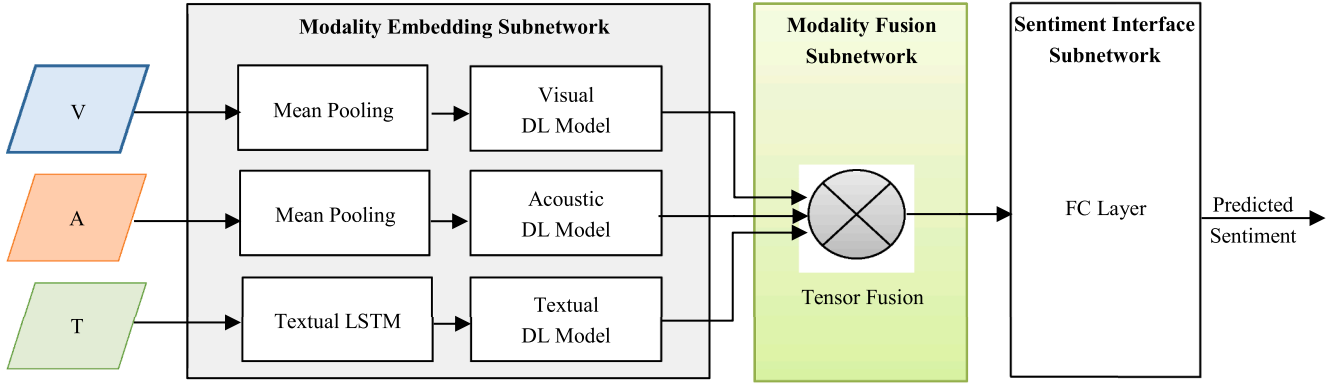 Modality Embedding Subnetwork
Modality Fusion
Subnetwork
Sentiment Interface
Subnetwork
V
Mean Pooling
Visual
DL Model
A
Mean Pooling
Acoustic
DL Model
T
Textual LSTM
Textual
DL Model
Tensor Fusion
FC Layer
Predicted
Sentiment